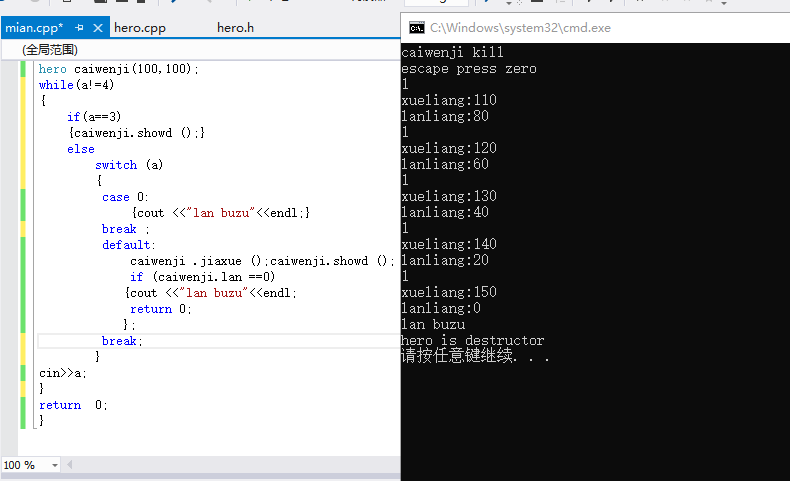 mian.cpp*
hero.cpp
hero.h
(全局范围)
hero caiwenji(100,100);
while(a!=4)
{
if(a==3)
{caiwenji.showd ();}
else
switch (a)
{
case 0:
{cout <<"lan buzu"<<endl;}
break ;
default:
caiwenji .jiaxue ();caiwenji.showd ();
if (caiwenji.lan ==0)
{cout <<"lan buzu"<<endl;
return 0;
};
break;
}
cin>>a;
}
return 0;
}
100 %
C:\Windows\system32\cmd.exe
caiwenji kill
escape press zero
1
xueliang:110
lanliang:80
1
xueliang:120
lanliang:60
1
xueliang:130
lanliang:40
1
xueliang:140
lanliang:20
1
xueliang:150
lanliang:0
lan buzu
hero is destructor
请按任意键继续. . .